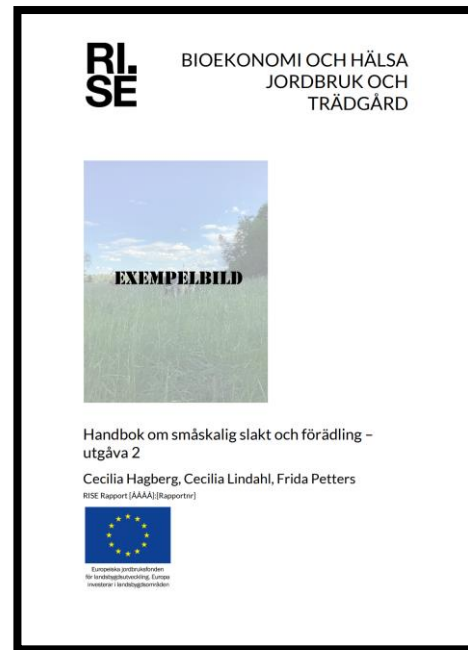 RI.
SE
BIOEKONOMI OCH HÄLSA
JORDBRUK OCH
TRÄDGÅRD
EXEMPELBILD
Handbok om småskalig slakt och förädling –
utgåva 2
Cecilia Hagberg, Cecilia Lindahl, Frida Petters
RISE Rapport [ÅÅÅÅ]:[Rapportnr]
Europeiska jordbruksfonden
för landsbygdsutveckling, Europa
investerar i landsbygdsområden